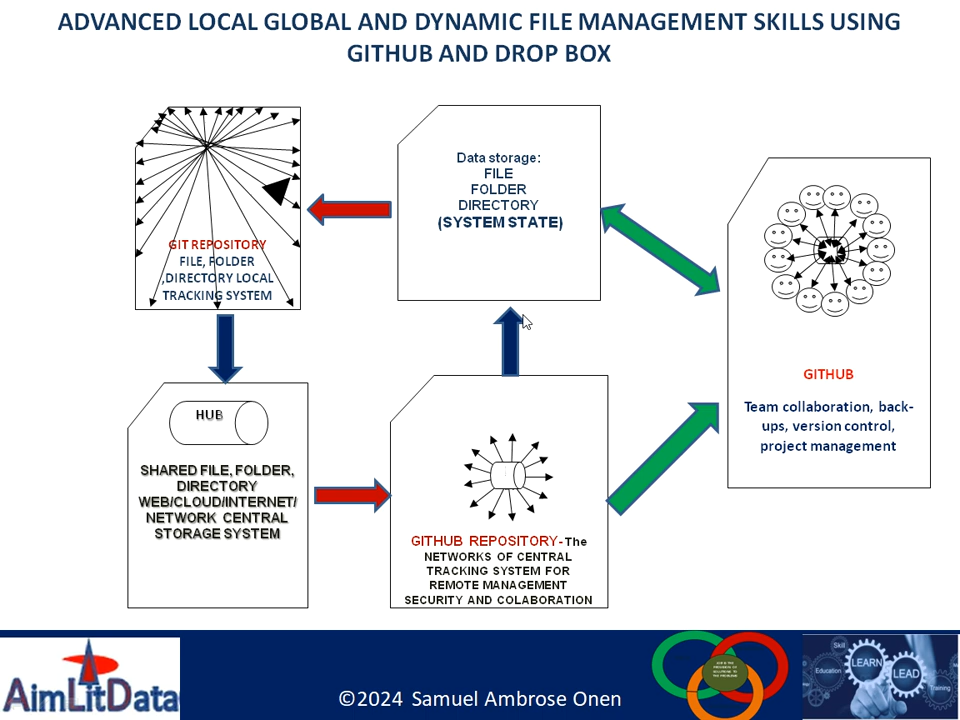 ADVANCED LOCAL GLOBAL AND DYNAMIC FILE MANAGEMENT SKILLS USING
GITHUB AND DROP BOX
GIT REPOSITORY
FILE, FOLDER
,DIRECTORY LOCAL
TRACKING SYSTEM
Data storage:
FILE
FOLDER
DIRECTORY
(SYSTEM STATE)
GITHUB
Team collaboration, back-
ups, version control,
project management
HUB
SHARED FILE, FOLDER,
DIRECTORY
WEB/CLOUD/INTERNET/
NETWORK CENTRAL
STORAGE SYSTEM
GITHUB REPOSITORY-The
NETWORKS OF CENTRAL
TRACKING SYSTEM FOR
REMOTE MANAGEMENT
SECURITY AND COLABORATION
AimLitData
©2024 Samuel Ambrose Onen
Skill
Education
LEARN
LEAD
Training